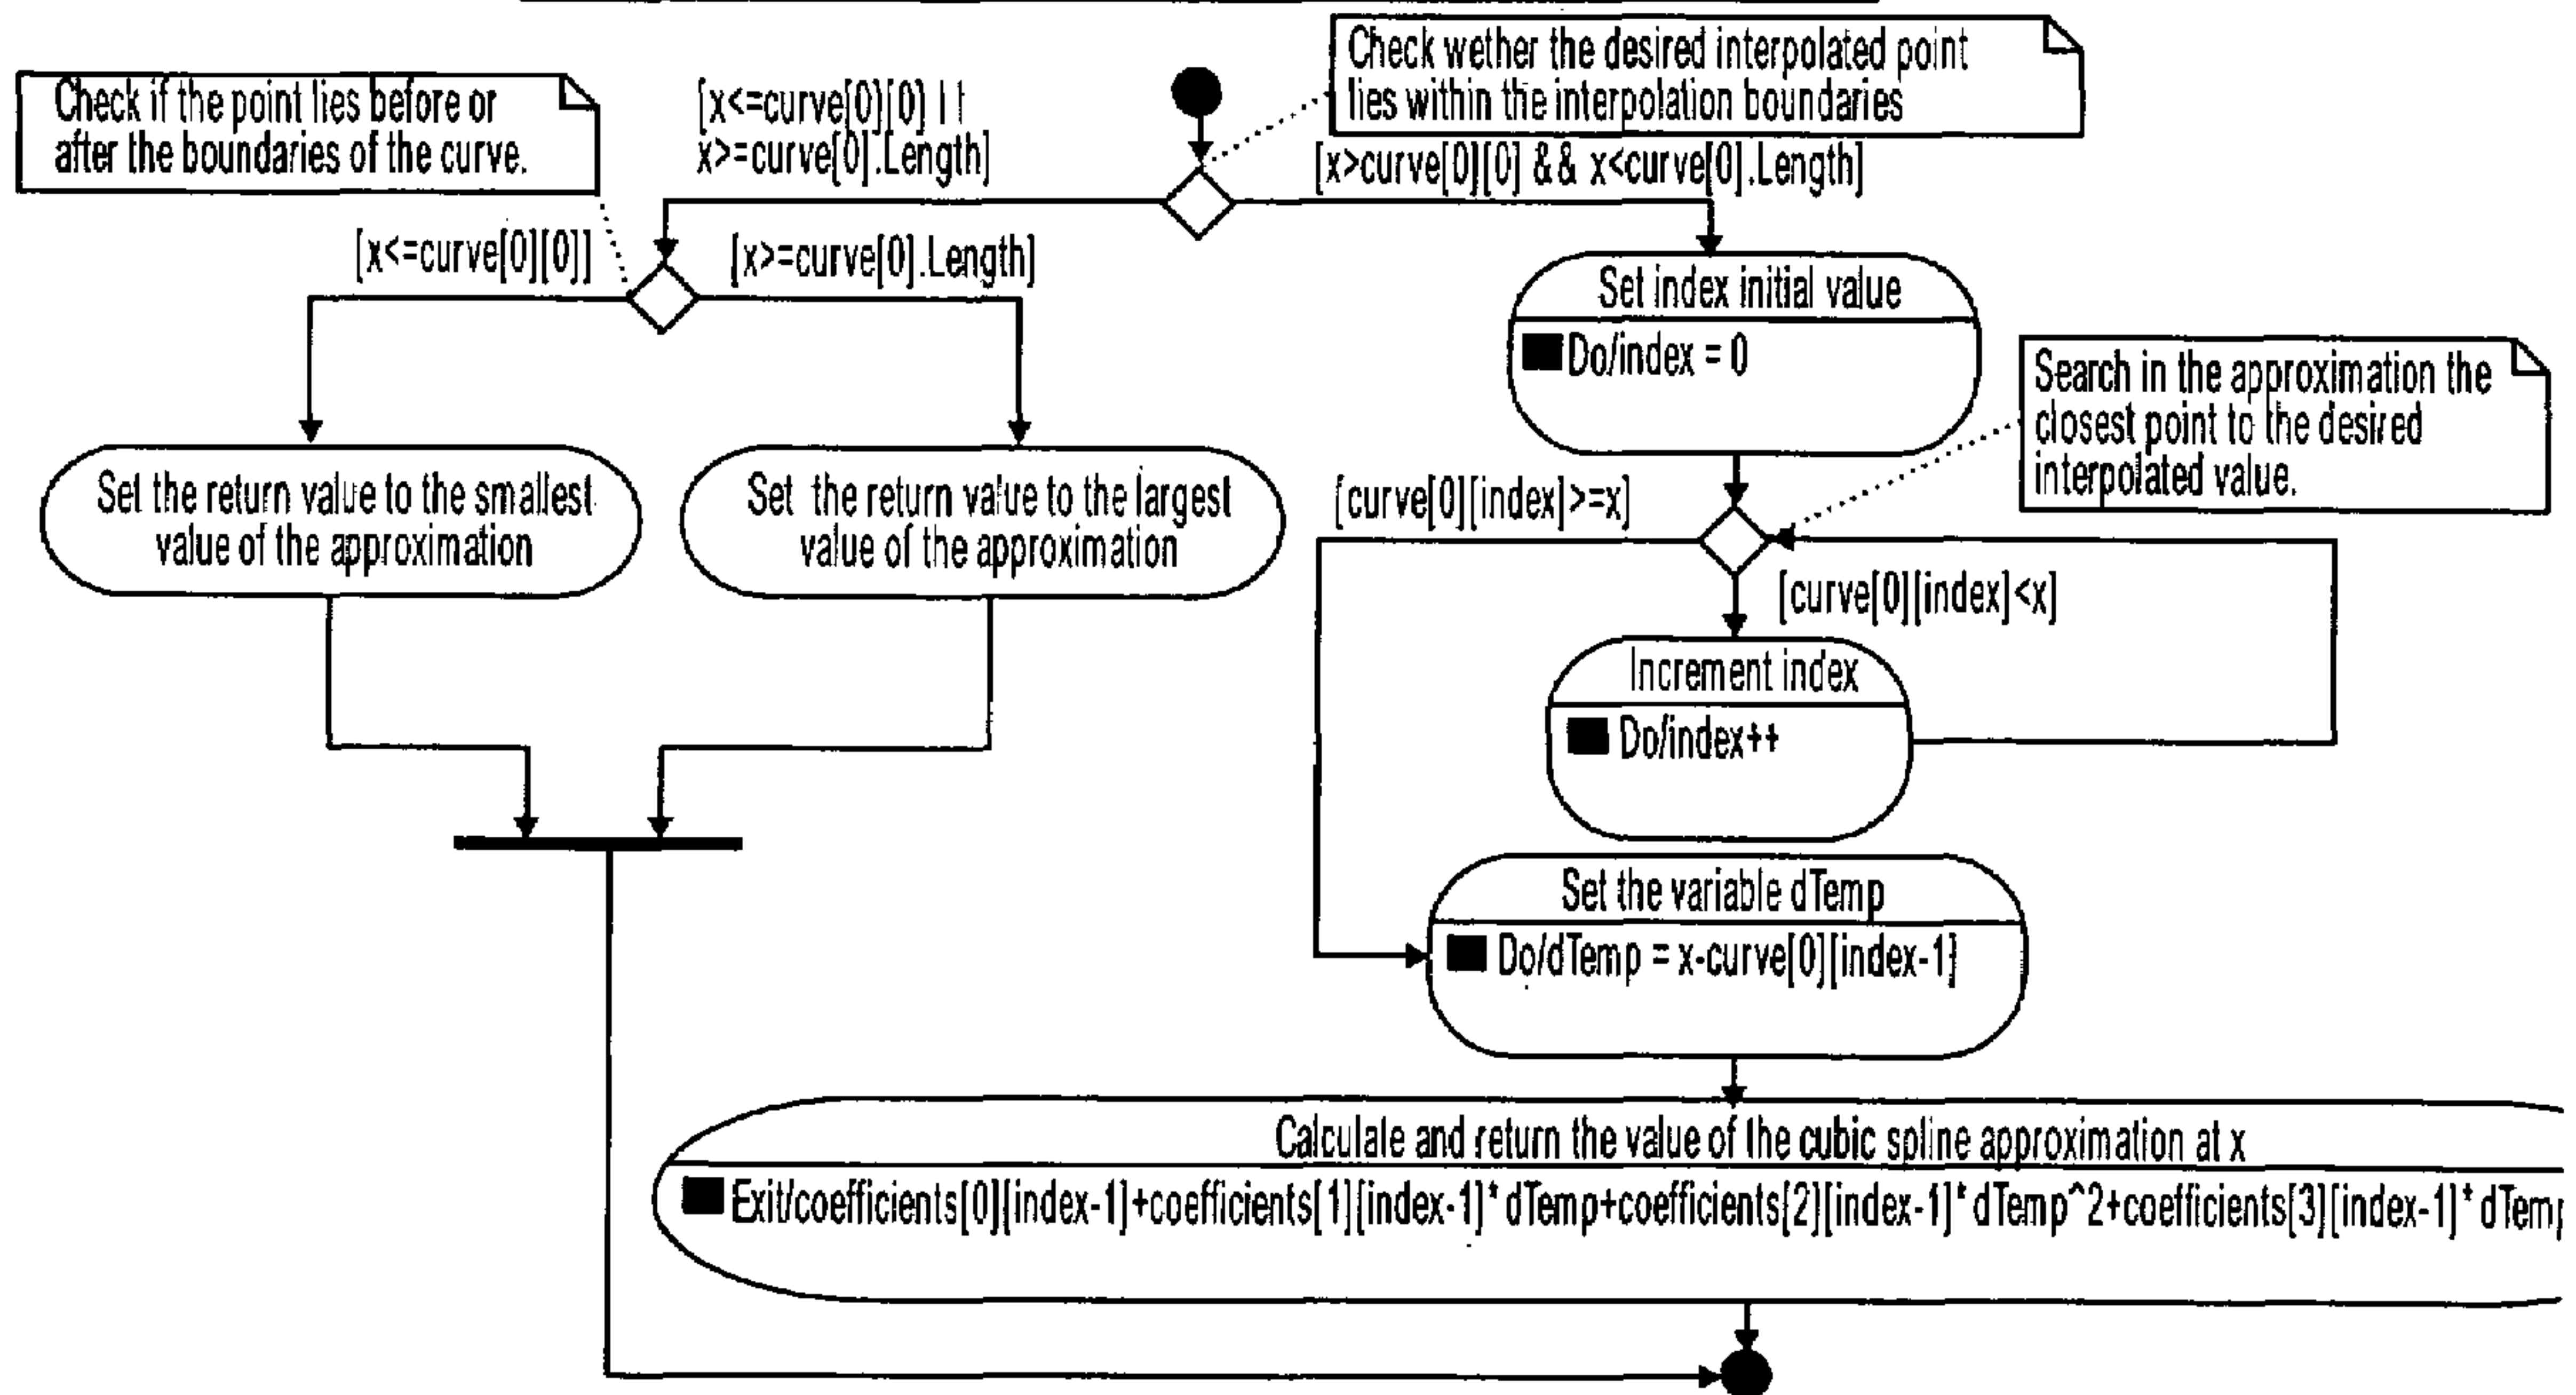 Check wether the desired interpolated point
lies within the interpolation boundaries
Check if the point lies before or
after the boundaries of the curve.
[x<=curve[0][0] ||
x>=curve[0].Length]
[x>curve[0][0] && x<curve[0].Length]
[x<=curve[0][0]]
[x>=curve[0].Length]
Set index initial value
Do/index = 0
Search in the approximation the
closest point to the desired
interpolated value.
Set the return value to the smallest
value of the approximation
Set the return value to the largest
value of the approximation
[curve[0][index]>=x]
[curve[0][index]<x]
Increment index
Do/index++
Set the variable dTemp
Do/dTemp = x-curve[0][index-1]
Calculate and return the value of the cubic spline approximation at x
Exit/coefficients[0][index-1]+coefficients[1][index-1]* dTemp+coefficients[2][index-1]* dTemp^2+coefficients[3][index-1]*